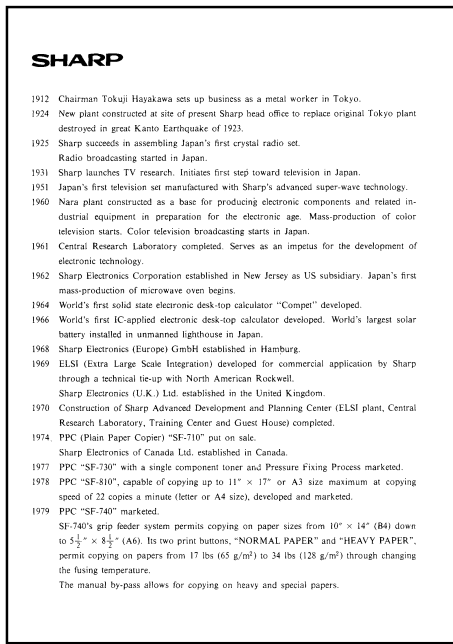 SHARP
1912 Chairman Tokuji Hayakawa sets up business as a metal worker in Tokyo.
1924 New plant constructed at site of present Sharp head office to replace original Tokyo plant
destroyed in great Kanto Earthquake of 1923.
1925 Sharp succeeds in assembling Japan's first crystal radio set.
Radio broadcasting started in Japan.
1931 Sharp launches TV research. Initiates first step toward television in Japan.
1951 Japan's first television set manufactured with Sharp's advanced super-wave technology.
1960 Nara plant constructed as a base for producing electronic components and related in-
dustrial equipment in preparation for the electronic age. Mass-production of color
television starts. Color television broadcasting starts in Japan.
1961 Central Research Laboratory completed. Serves as an impetus for the development of
electronic technology.
1962 Sharp Electronics Corporation established in New Jersey as US subsidiary. Japan's first
mass-production of microwave oven begins.
1964 World's first solid state electronic desk-top calculator "Compet" developed.
1966 World's first IC-applied electronic desk-top calculator developed. World's largest solar
battery installed in unmanned lighthouse in Japan.
1968 Sharp Electronics (Europe) GmbH established in Hamburg.
1969 ELSI (Extra Large Scale Integration) developed for commercial application by Sharp
through a technical tie-up with North American Rockwell.
Sharp Electronics (U.K.) Ltd. established in the United Kingdom.
1970 Construction of Sharp Advanced Development and Planning Center (ELSI plant, Central
Research Laboratory, Training Center and Guest House) completed.
1974 PPC (Plain Paper Copier) "SF-710" put on sale.
Sharp Electronics of Canada Ltd. established in Canada.
1977 PPC "SF-730" with a single component toner and Pressure Fixing Process marketed.
1978 PPC "SF-810", capable of copying up to 11″ × 17″ or A3 size maximum at copying
speed of 22 copies a minute (letter or A4 size), developed and marketed.
1979 PPC "SF-740" marketed.
SF-740's grip feeder system permits copying on paper sizes from 10″ × 14″ (B4) down
to 5½″ × 8½″ (A6). Its two print buttons, "NORMAL PAPER" and "HEAVY PAPER",
permit copying on papers from 17 lbs (65 g/m²) to 34 lbs (128 g/m²) through changing
the fusing temperature.
The manual by-pass allows for copying on heavy and special papers.